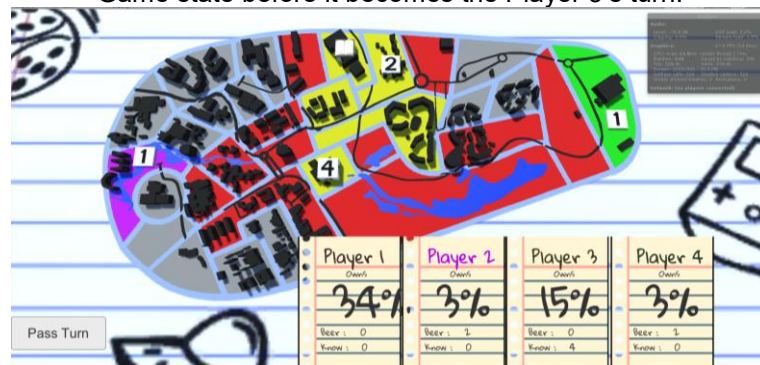 Game state before it becomes the Player 3's turn.
2
1
1
4
Player 1
Owns
34%
Beer : 0
Know : 0
Player 2
Owns
3%
Beer : 2
Know : 0
Player 3
Owns
15%
Beer : 0
Know : 4
Player 4
Owns
3%
Beer : 2
Know : 0
Pass Turn